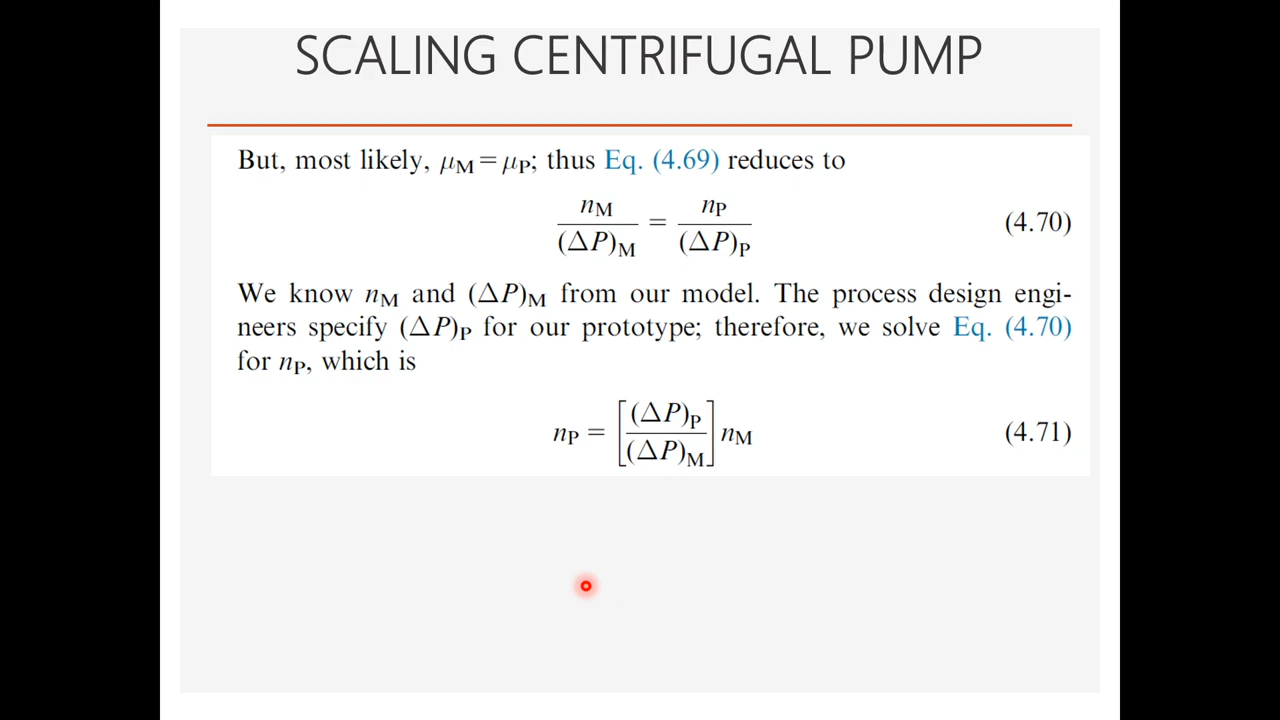 SCALING CENTRIFUGAL PUMP
But, most likely, μM=μP; thus Eq. (4.69) reduces to
nM/(ΔP)M = nP/(ΔP)P (4.70)
We know nM and (ΔP)M from our model. The process design engi-
neers specify (ΔP)P for our prototype; therefore, we solve Eq. (4.70)
for nP, which is
nP = [(ΔP)P/(ΔP)M] nM (4.71)